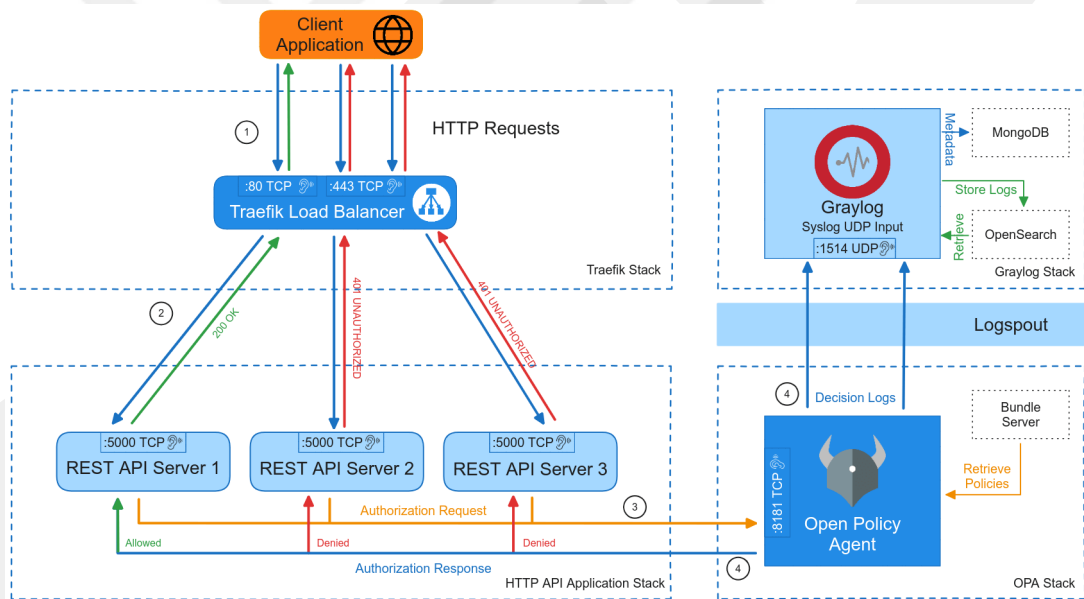 Client
Application
1
HTTP Requests
:80 TCP
:443 TCP
Traefik Load Balancer
Traefik Stack
2
200 OK
401 UNAUTHORIZED
401 UNAUTHORIZED
:5000 TCP
REST API Server 1
:5000 TCP
REST API Server 2
:5000 TCP
REST API Server 3
Authorization Request
3
Allowed
Denied
Denied
Authorization Response
4
HTTP API Application Stack
Graylog
Syslog UDP Input
:1514 UDP
Metadata
MongoDB
Store Logs
OpenSearch
Retrieve
Graylog Stack
Logspout
4
Decision Logs
Bundle
Server
Retrieve
Policies
:8181 TCP
Open Policy
Agent
OPA Stack